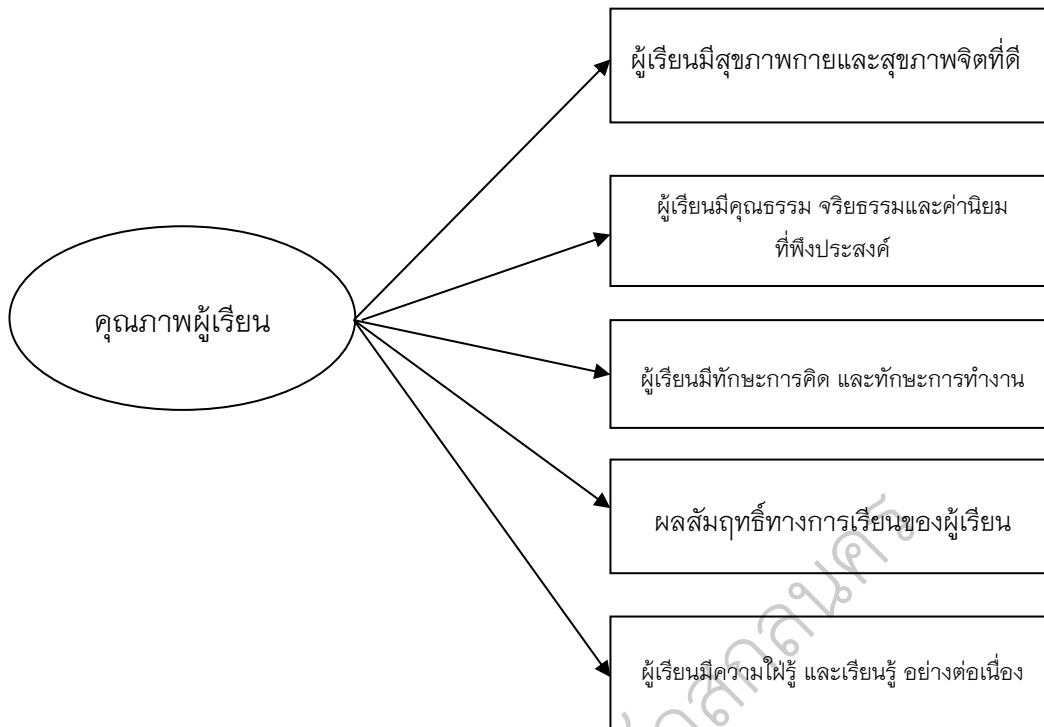 ผู้เรียนมีสุขภาพกายและสุขภาพจิตที่ดี
ผู้เรียนมีคุณธรรม จริยธรรมและค่านิยม
ที่พึงประสงค์
คุณภาพผู้เรียน
ผู้เรียนมีทักษะการคิด และทักษะการทำงาน
ผลสัมฤทธิ์ทางการเรียนของผู้เรียน
ผู้เรียนมีความใฝ่รู้ และเรียนรู้ อย่างต่อเนื่อง